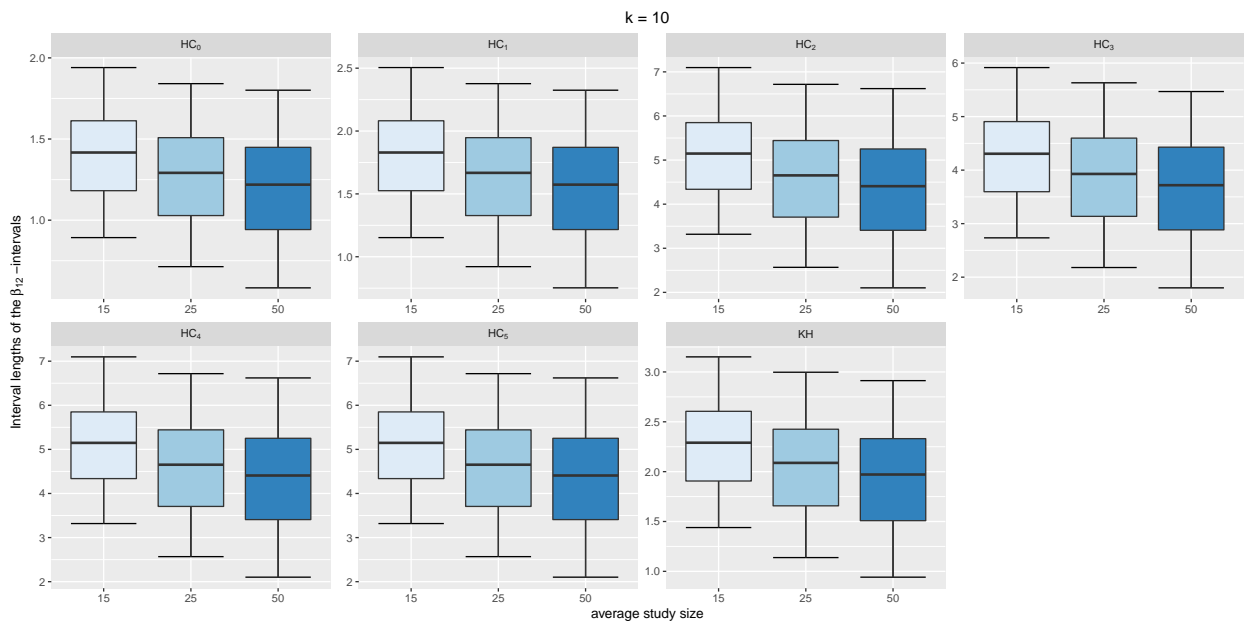 k = 10
Interval lengths of the β₁₂ −intervals
HC₀
2.0
1.5
1.0
15 25 50
HC₁
2.5
2.0
1.5
1.0
15 25 50
HC₂
7
6
5
4
3
2
15 25 50
HC₃
6
5
4
3
2
15 25 50
HC₄
7
6
5
4
3
2
15 25 50
HC₅
7
6
5
4
3
2
15 25 50
KH
3.0
2.5
2.0
1.5
1.0
15 25 50
average study size